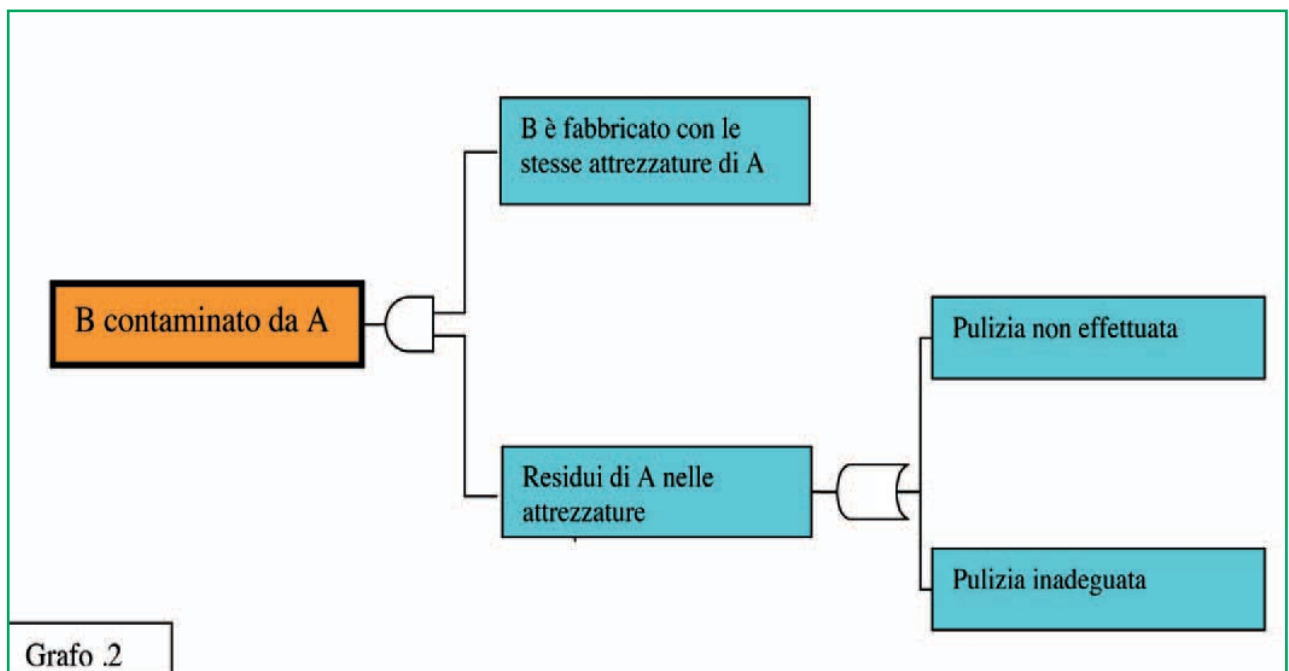 B è fabbricato con le
stesse attrezzature di A
B contaminato da A
Pulizia non effettuata
Residui di A nelle
attrezzature
Pulizia inadeguata
Grafo .2